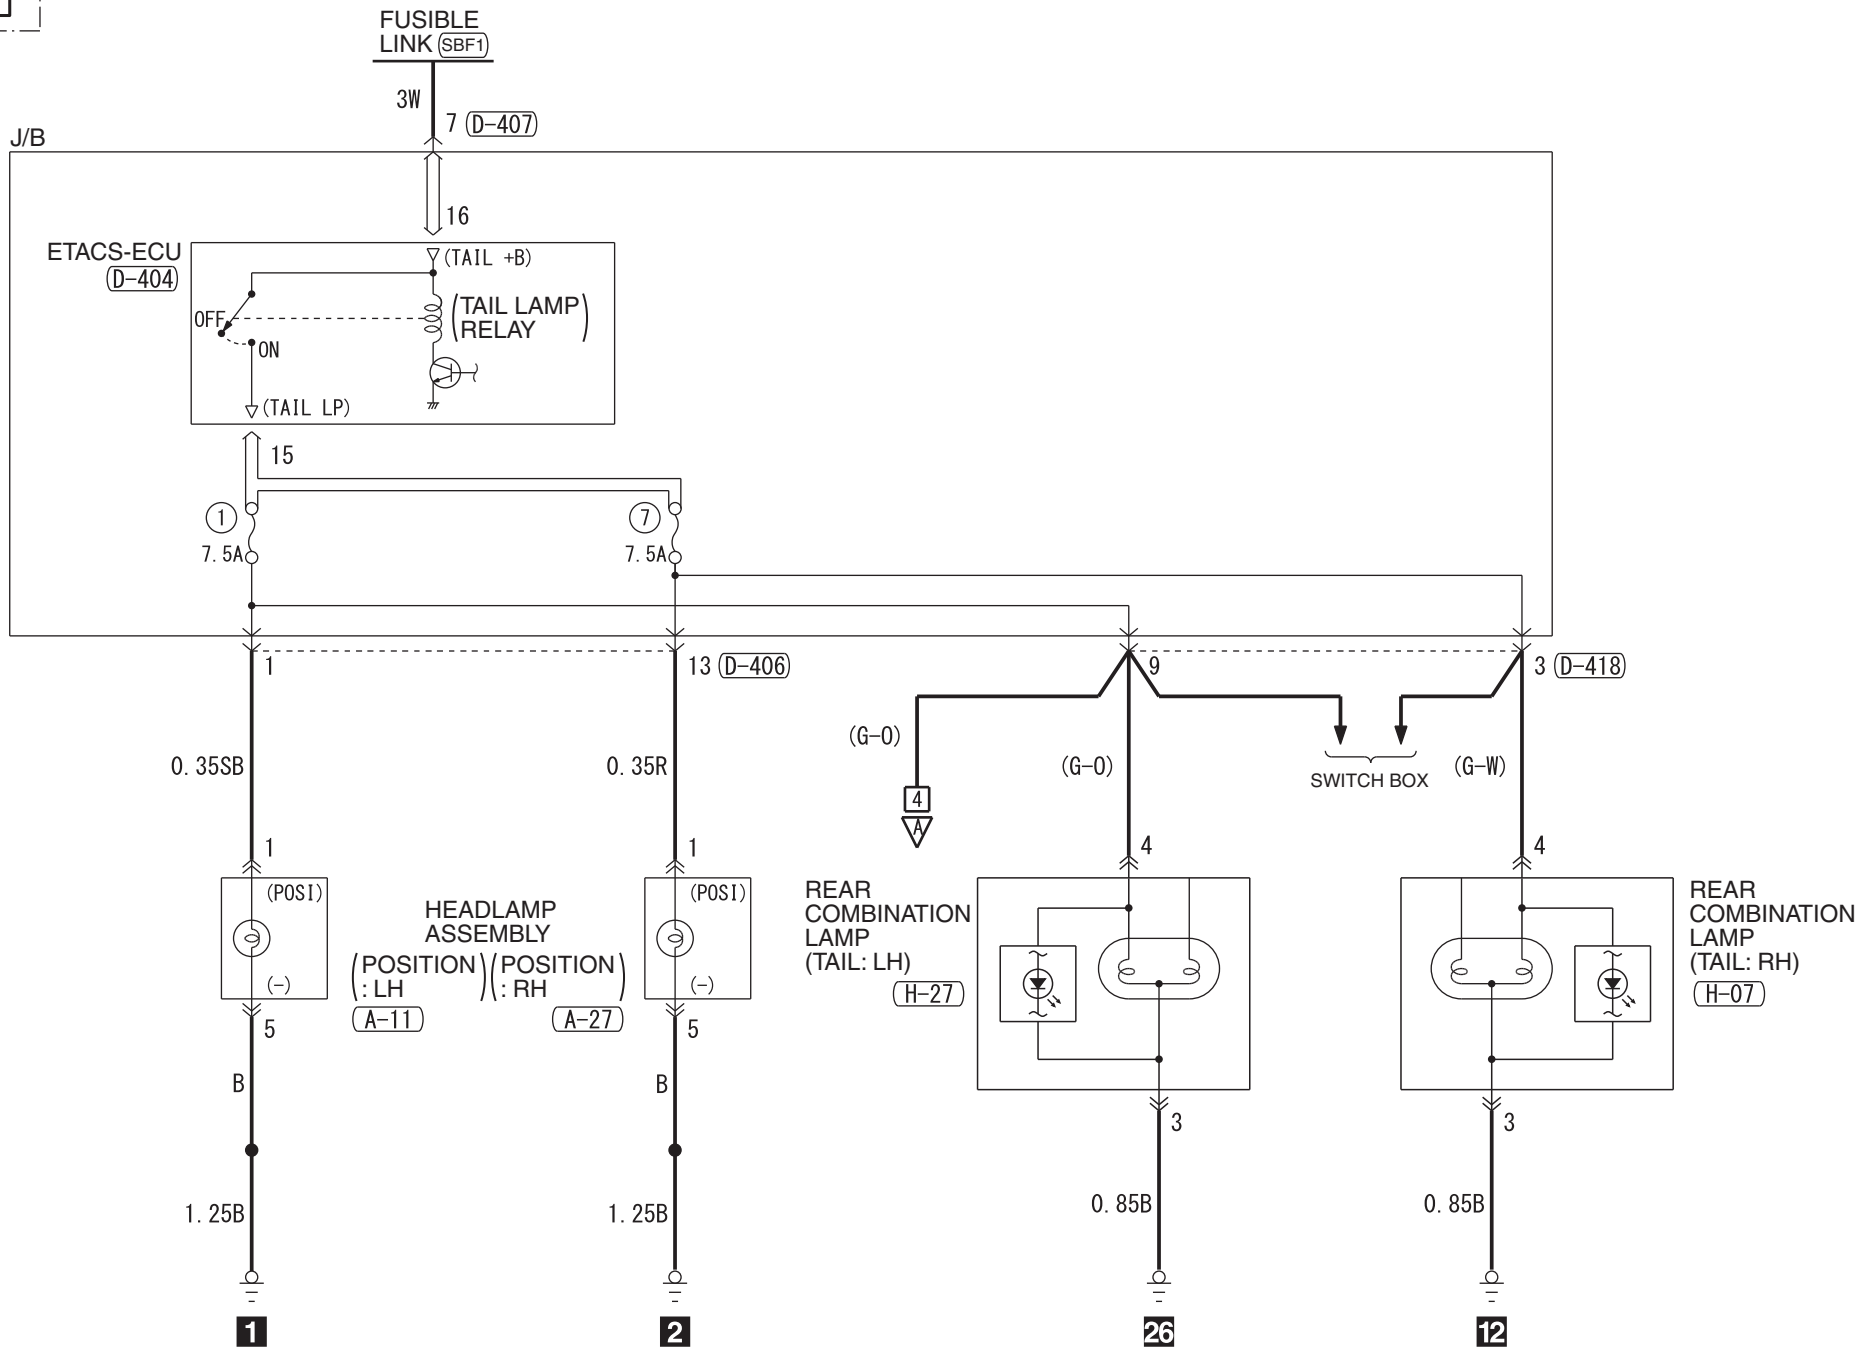 FUSIBLE
LINK SBF1
3W
7 D-407
J/B
16
ETACS-ECU
D-404
(TAIL +B)
(TAIL LAMP
RELAY)
OFF
ON
(TAIL LP)
15
1
7
7.5A
7.5A
1
13 D-406
9
3 D-418
(G-O)
0.35SB
0.35R
(G-O)
SWITCH BOX
(G-W)
4
A
1
1
4
4
(POSI)
(POSI)
HEADLAMP
ASSEMBLY
(POSITION
: LH)
(POSITION
: RH)
A-11
A-27
(-)
(-)
REAR
COMBINATION
LAMP
(TAIL: LH)
H-27
REAR
COMBINATION
LAMP
(TAIL: RH)
H-07
5
5
B
B
3
3
1.25B
1.25B
0.85B
0.85B
1
2
26
12